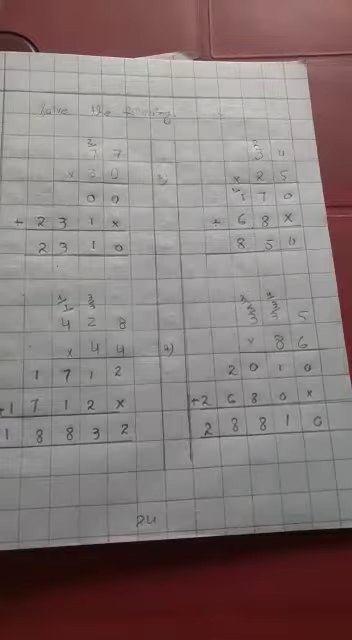 Solve the following.
2
7 7
× 3 0
0 0
+ 2 3 1 ×
2 3 1 0
2
3 4
× 2 5
1 7 0
+ 6 8 ×
8 5 0
4 2 8
× 4 4
1 7 1 2
+ 1 7 1 2 ×
1 8 8 3 2
4)
3 3 5
× 8 6
2 0 1 0
+ 2 6 8 0 ×
2 8 8 1 0
24